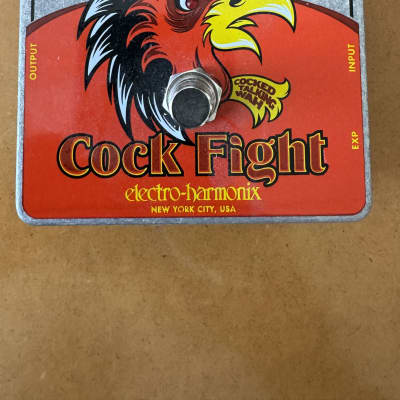 OUTPUT
INPUT
COCKED
TALKING
WAH
EXP
Cock Fight
electro-harmonix
NEW YORK CITY, USA